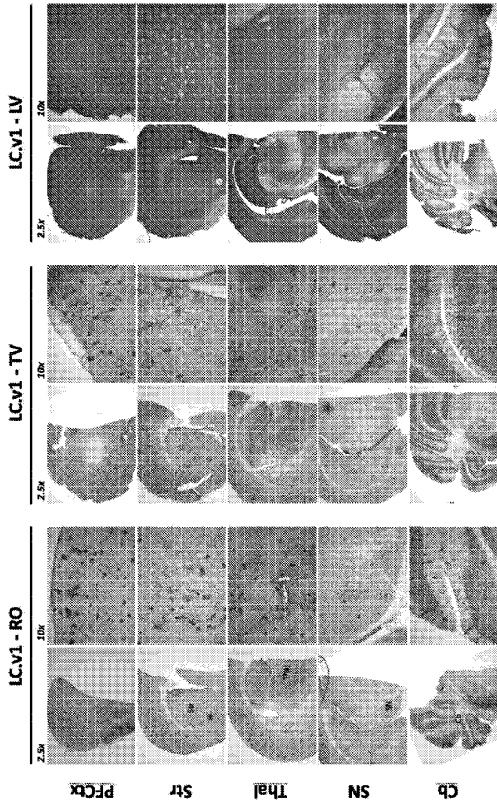 LC.v1 - RO
LC.v1 - TV
LC.v1 - LV
2.5x 10x 2.5x 10x 2.5x 10x
PFCtx
Str
Thal
SN
Cb